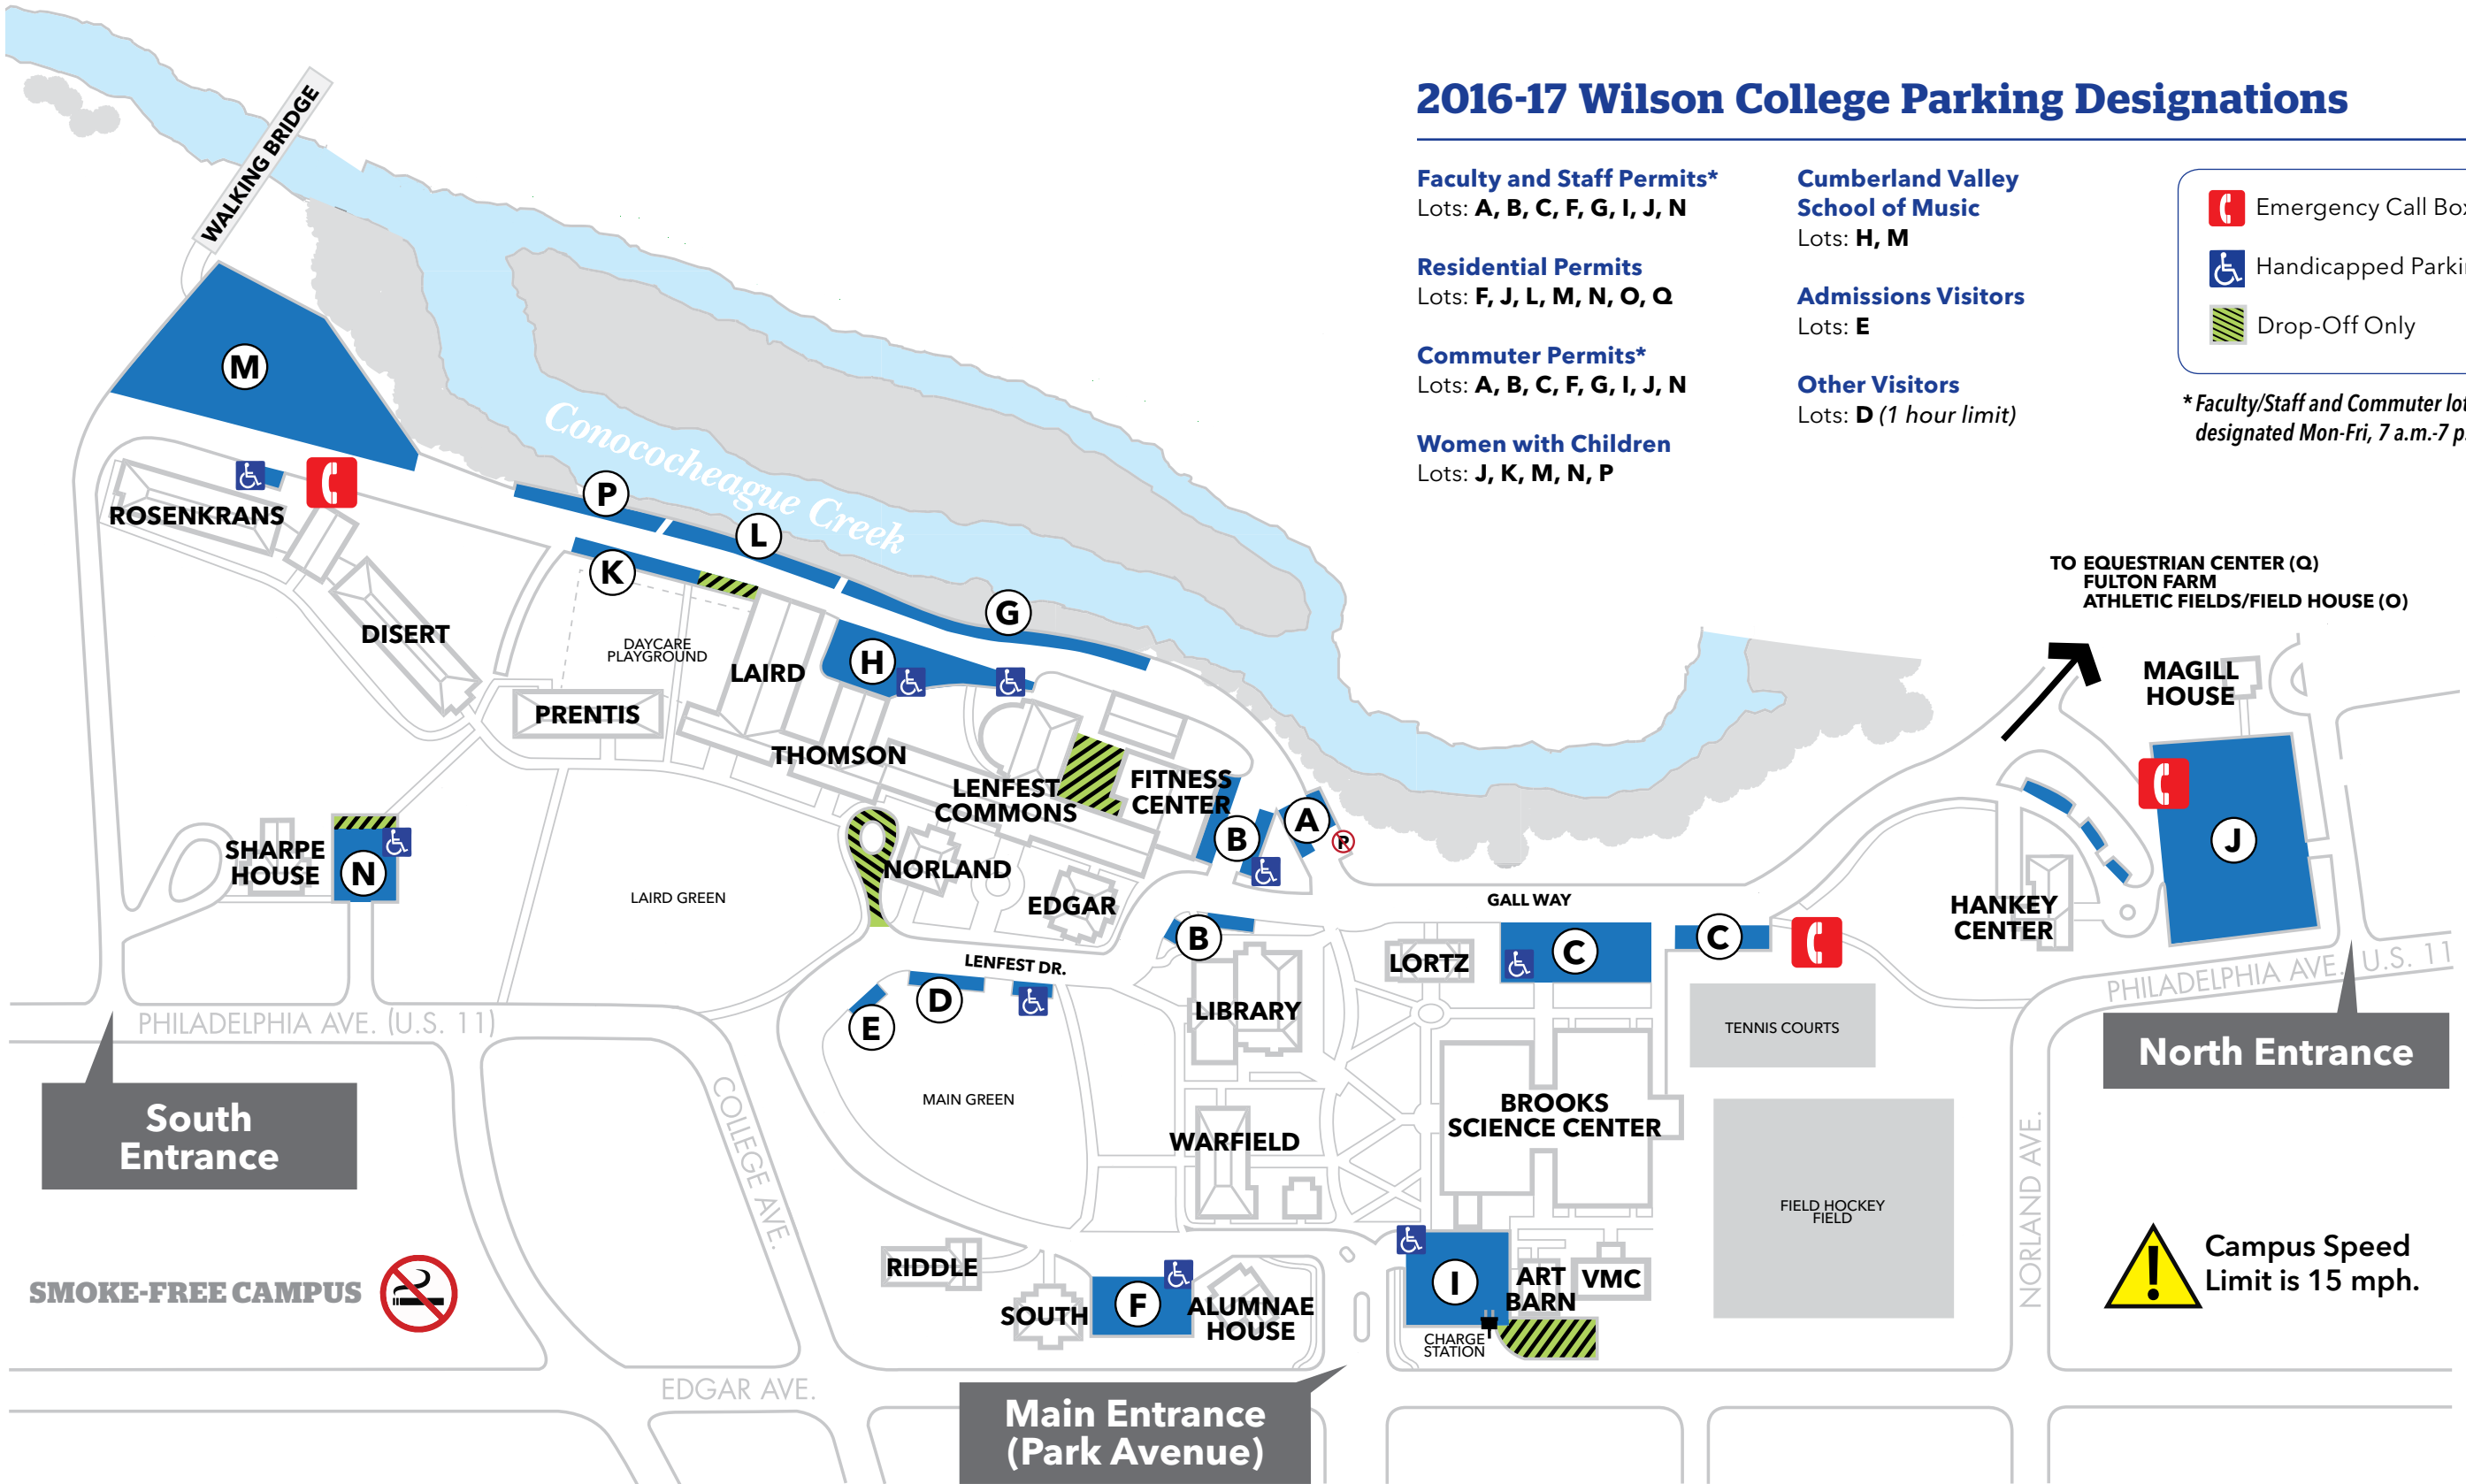 2016-17 Wilson College Parking Designations
Faculty and Staff Permits*
Lots: A, B, C, F, G, I, J, N
Residential Permits
Lots: F, J, L, M, N, O, Q
Commuter Permits*
Lots: A, B, C, F, G, I, J, N
Women with Children
Lots: J, K, M, N, P
Cumberland Valley
School of Music
Lots: H, M
Admissions Visitors
Lots: E
Other Visitors
Lots: D (1 hour limit)
Emergency Call Box
Handicapped Parkin
Drop-Off Only
* Faculty/Staff and Commuter lot
designated Mon-Fri, 7 a.m.-7 p.
WALKING BRIDGE
M
Conococheague Creek
P
L
K
G
H
ROSENKRANS
DISERT
DAYCARE
PLAYGROUND
LAIRD
PRENTIS
THOMSON
LENFEST
COMMONS
FITNESS
CENTER
B
A
P
TO EQUESTRIAN CENTER (Q)
FULTON FARM
ATHLETIC FIELDS/FIELD HOUSE (O)
MAGILL
HOUSE
J
SHARPE
HOUSE
N
LAIRD GREEN
NORLAND
EDGAR
GALL WAY
HANKEY
CENTER
B
LORTZ
C
C
LENFEST DR.
D
E
LIBRARY
TENNIS COURTS
PHILADELPHIA AVE. U.S. 11
PHILADELPHIA AVE. (U.S. 11)
North Entrance
South
Entrance
COLLEGE AVE.
MAIN GREEN
WARFIELD
BROOKS
SCIENCE CENTER
FIELD HOCKEY
FIELD
NORLAND AVE.
Campus Speed
Limit is 15 mph.
SMOKE-FREE CAMPUS
RIDDLE
SOUTH
F
ALUMNAE
HOUSE
I
ART
BARN
VMC
CHARGE
STATION
EDGAR AVE.
Main Entrance
(Park Avenue)